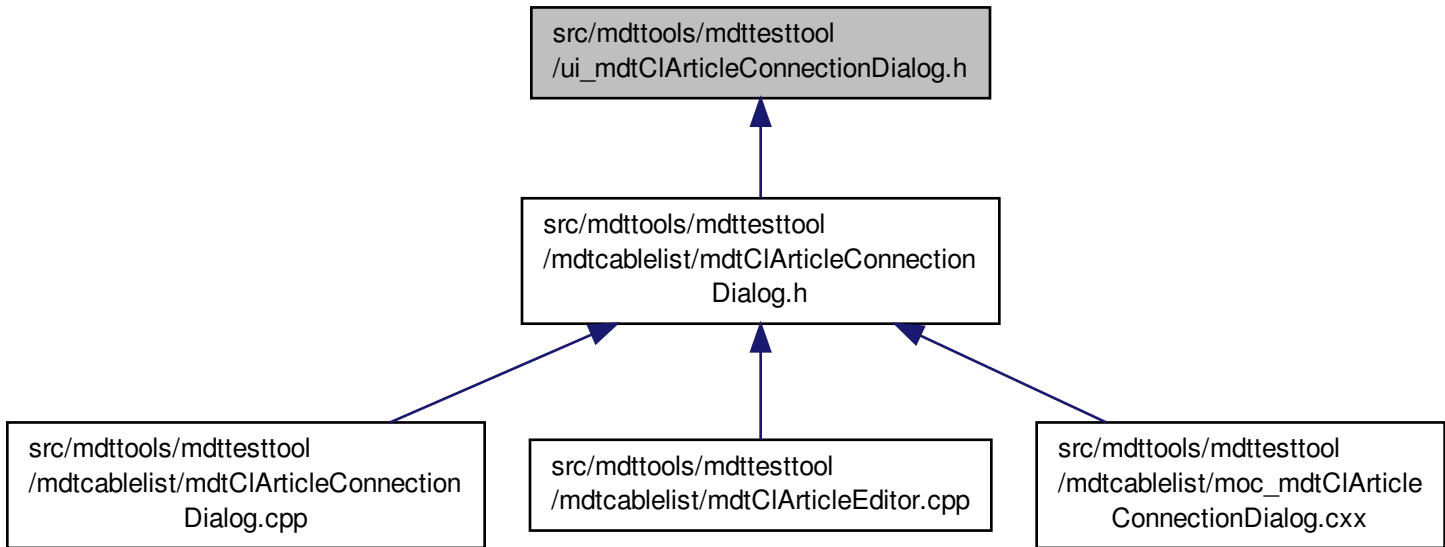 src/mdttools/mdttesttool
/ui_mdtClArticleConnectionDialog.h
src/mdttools/mdttesttool
/mdtcablelist/mdtClArticleConnection
Dialog.h
src/mdttools/mdttesttool
/mdtcablelist/mdtClArticleConnection
Dialog.cpp
src/mdttools/mdttesttool
/mdtcablelist/mdtClArticleEditor.cpp
src/mdttools/mdttesttool
/mdtcablelist/moc_mdtClArticle
ConnectionDialog.cxx